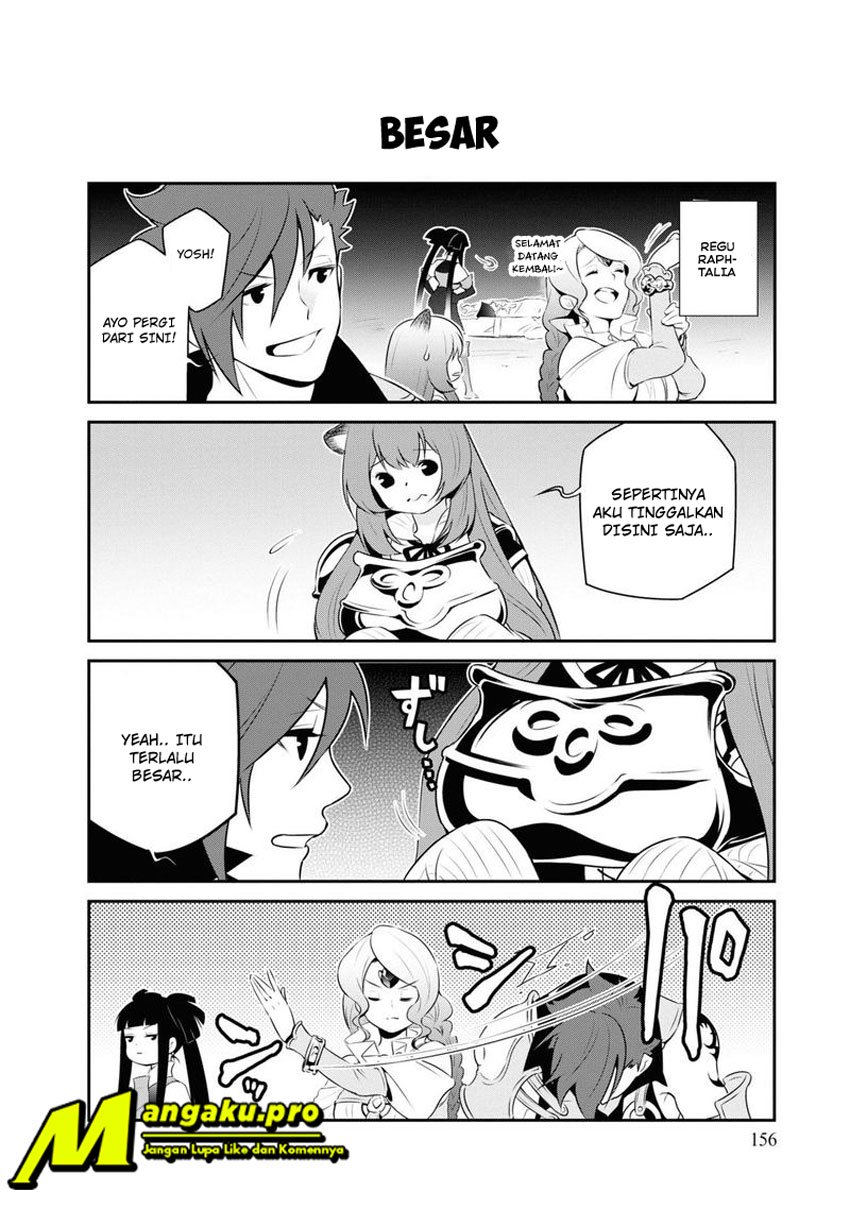 BESAR
REGU
RAPH-
TALIA
SELAMAT
DATANG
KEMBALI~
YOSH!
AYO PERGI
DARI SINI!
SEPERTINYA
AKU TINGGALKAN
DISINI SAJA..
ずし…
YEAH.. ITU
TERLALU
BESAR..
Mangaku.pro
Jangan Lupa Like dan Komennya
156